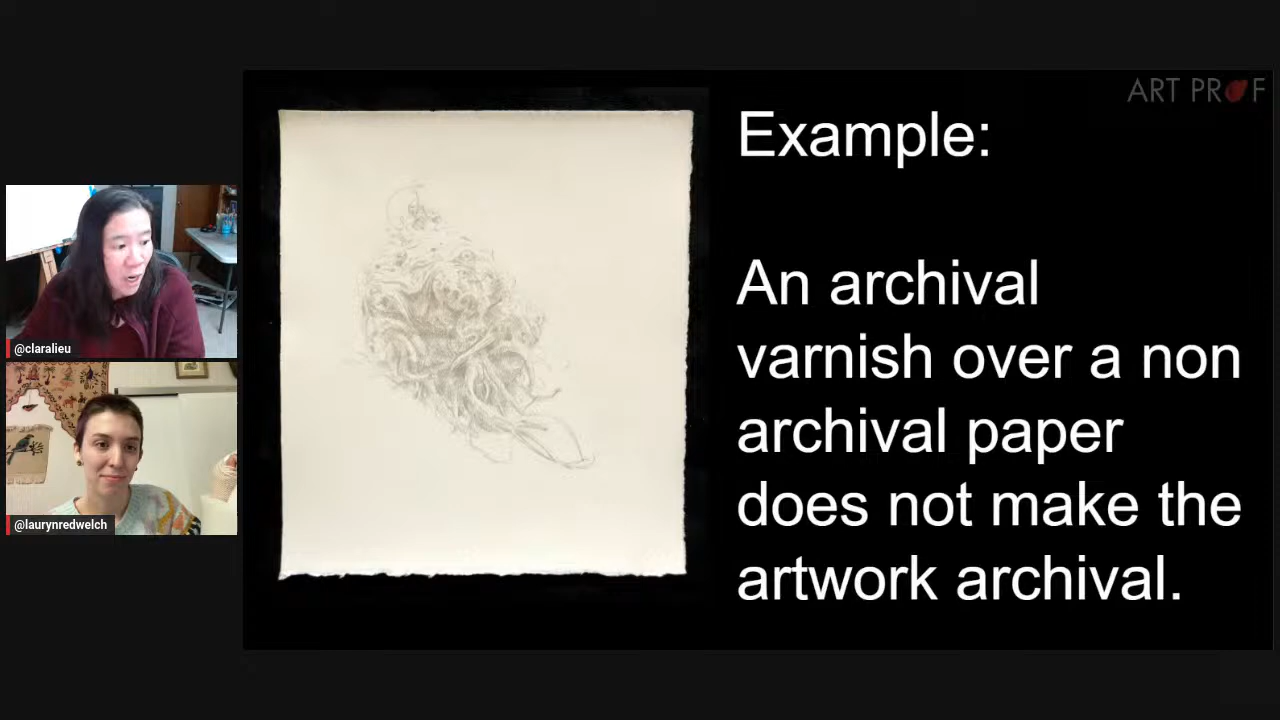 ART PROF
Example:
An archival
varnish over a non
archival paper
does not make the
artwork archival.
@claralieu
@laurynredwelch